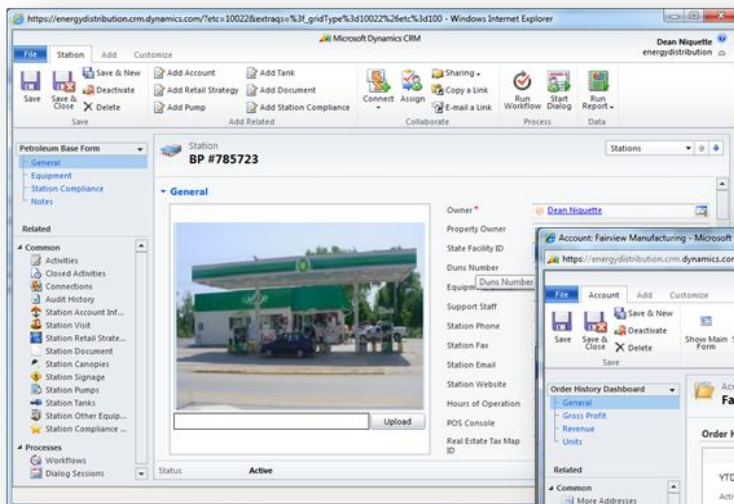 https://energydistribution.crm.dynamics.com/?etc=10022&extraqs=%3f_gridType%3d10022%26etc%3d100 - Windows Internet Explorer
Microsoft Dynamics CRM
Dean Niquette
energydistribution
File Station Add Customize
Save
Save & Close
Save & New
Deactivate
Delete
Save
Add Account
Add Retail Strategy
Add Pump
Add Tank
Add Document
Add Station Compliance
Add Related
Connect
Assign
Sharing
Copy a Link
E-mail a Link
Collaborate
Run Workflow
Start Dialog
Process
Run Report
Data
Petroleum Base Form
General
Equipment
Station Compliance
Notes
Related
Common
Activities
Closed Activities
Connections
Audit History
Station Account Inf...
Station Visit
Station Retail Strate...
Station Document
Station Canopies
Station Signage
Station Pumps
Station Tanks
Station Other Equip...
Station Compliance ...
Processes
Workflows
Dialog Sessions
Station
BP #785723
Stations
General
Upload
Owner *
Dean Niquette
Property Owner
State Facility ID
Duns Number
Duns Number
Support Staff
Station Phone
Station Fax
Station Email
Station Website
Hours of Operation
POS Console
Real Estate Tax Map ID
Status Active
Account: Fairview Manufacturing - Microsoft
https://energydistribution.crm.dynamics.com
File Account Add Customize
Save
Save & Close
Save & New
Deactivate
Delete
Save
Show Main Form
Order History Dashboard
General
Gross Profit
Revenue
Units
Related
Common
More Addresses